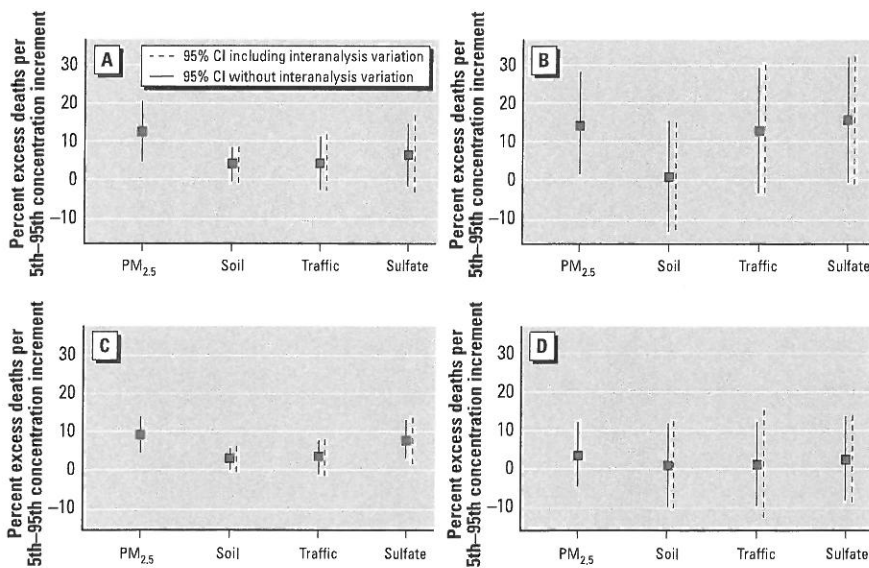 Percent excess deaths per
5th–95th concentration increment
A
95% CI including interanalysis variation
95% CI without interanalysis variation
30
20
10
0
–10
PM2.5
Soil
Traffic
Sulfate
Percent excess deaths per
5th–95th concentration increment
B
30
20
10
0
–10
PM2.5
Soil
Traffic
Sulfate
Percent excess deaths per
5th–95th concentration increment
C
30
20
10
0
–10
PM2.5
Soil
Traffic
Sulfate
Percent excess deaths per
5th–95th concentration increment
D
30
20
10
0
–10
PM2.5
Soil
Traffic
Sulfate